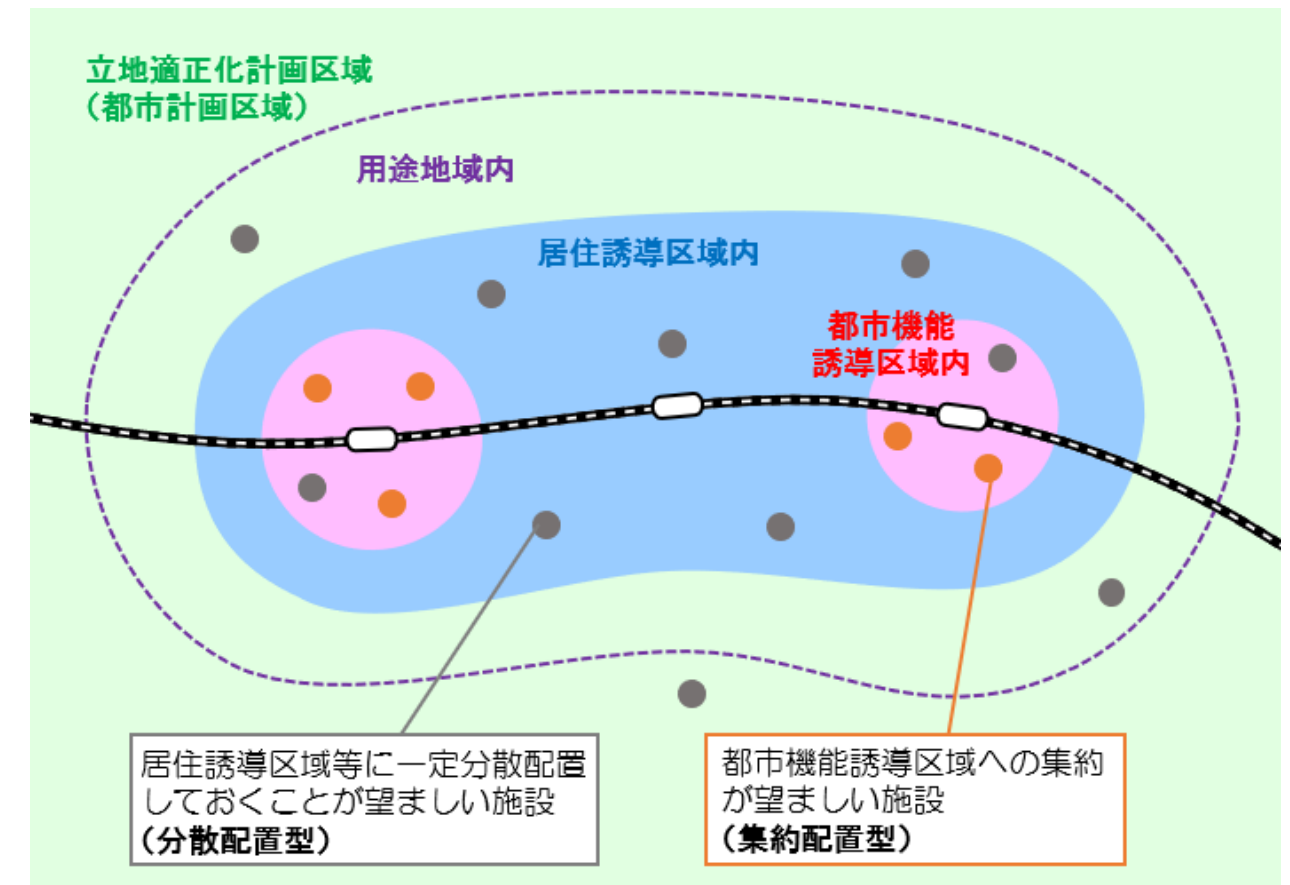 立地適正化計画区域
（都市計画区域）
用途地域内
居住誘導区域内
都市機能
誘導区域内
居住誘導区域等に一定分散配置
しておくことが望ましい施設
（分散配置型）
都市機能誘導区域への集約
が望ましい施設
（集約配置型）